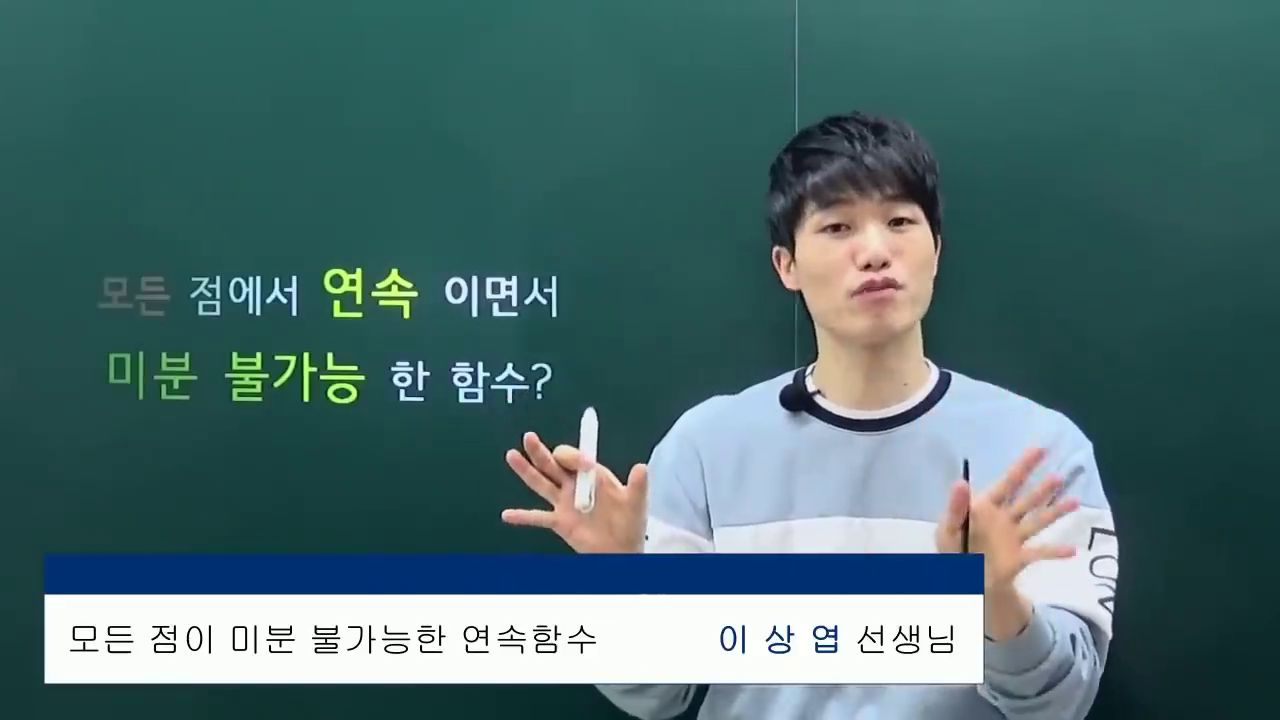 모든 점에서 연속 이면서
미분 불가능 한 함수?
모든 점이 미분 불가능한 연속함수
이 상 엽 선생님